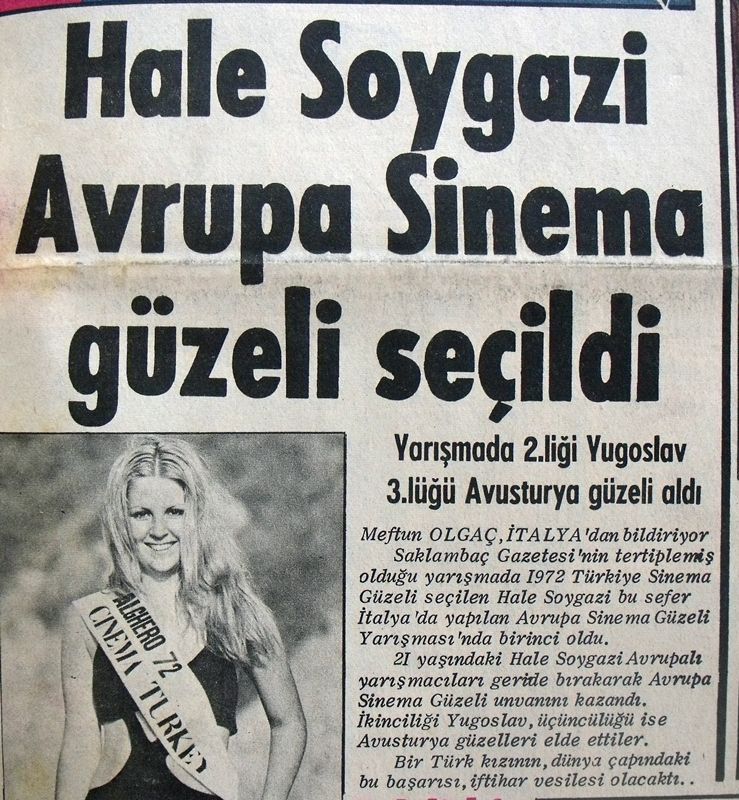 Hale Soygazi
Avrupa Sinema
güzeli seçildi
Yarışmada 2.liği Yugoslav
3.lüğü Avusturya güzeli aldı
Meftun OLGAÇ, İTALYA'dan bildiriyor
Saklambaç Gazetesi'nin tertiplemiş
olduğu yarışmada I972 Türkiye Sinema
Güzeli seçilen Hale Soygazi bu sefer
İtalya'da yapılan Avrupa Sinema Güzeli
Yarışması'nda birinci oldu.
2I yaşındaki Hale Soygazi Avrupalı
yarışmacıları geride bırakarak Avrupa
Sinema Güzeli unvanını kazandı.
İkinciliği Yugoslav, üçüncülüğü ise
Avusturya güzelleri elde ettiler.
Bir Türk kızının, dünya çapındaki
bu başarısı, iftihar vesilesi olacaktı..
ALGHERO 72
CINEMA TURKEY